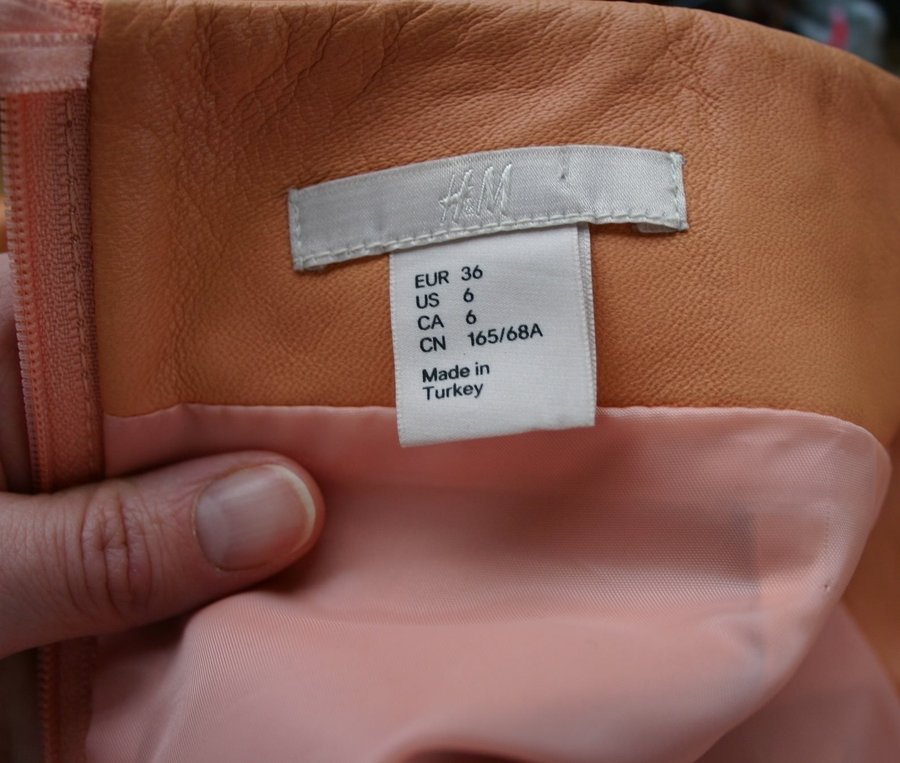 H&M
EUR 36
US 6
CA 6
CN 165/68A
Made in
Turkey